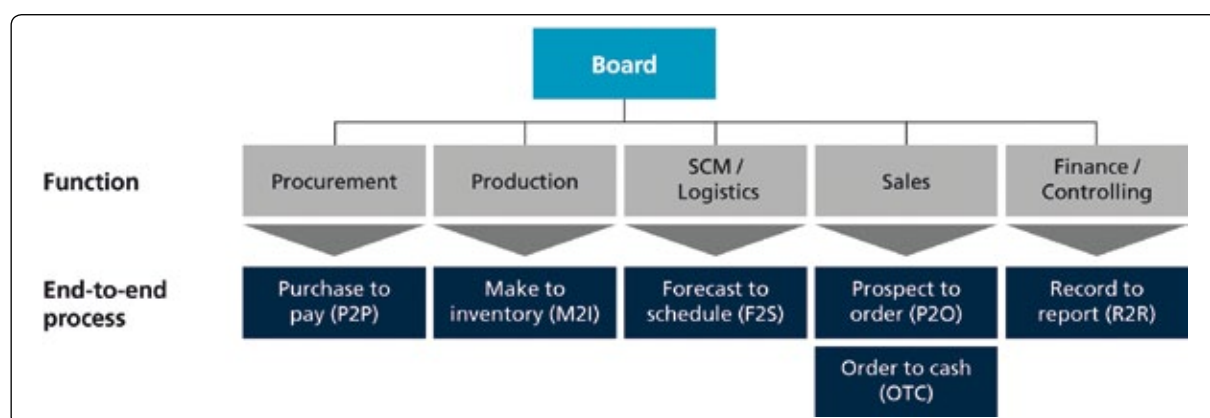 Board
Function
Procurement
Production
SCM /
Logistics
Sales
Finance /
Controlling
End-to-end
process
Purchase to
pay (P2P)
Make to
inventory (M2I)
Forecast to
schedule (F2S)
Prospect to
order (P2O)
Record to
report (R2R)
Order to cash
(OTC)